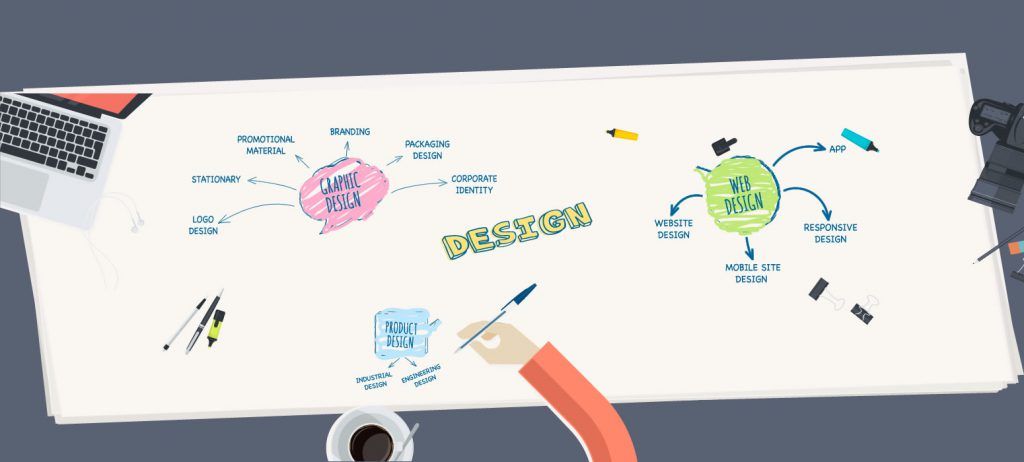 BRANDING
PROMOTIONAL
MATERIAL
PACKAGING
DESIGN
STATIONARY
CORPORATE
IDENTITY
LOGO
DESIGN
GRAPHIC
DESIGN
DESIGN
WEB
DESIGN
APP
WEBSITE
DESIGN
RESPONSIVE
DESIGN
MOBILE SITE
DESIGN
PRODUCT
DESIGN
INDUSTRIAL
DESIGN
ENGINEERING
DESIGN